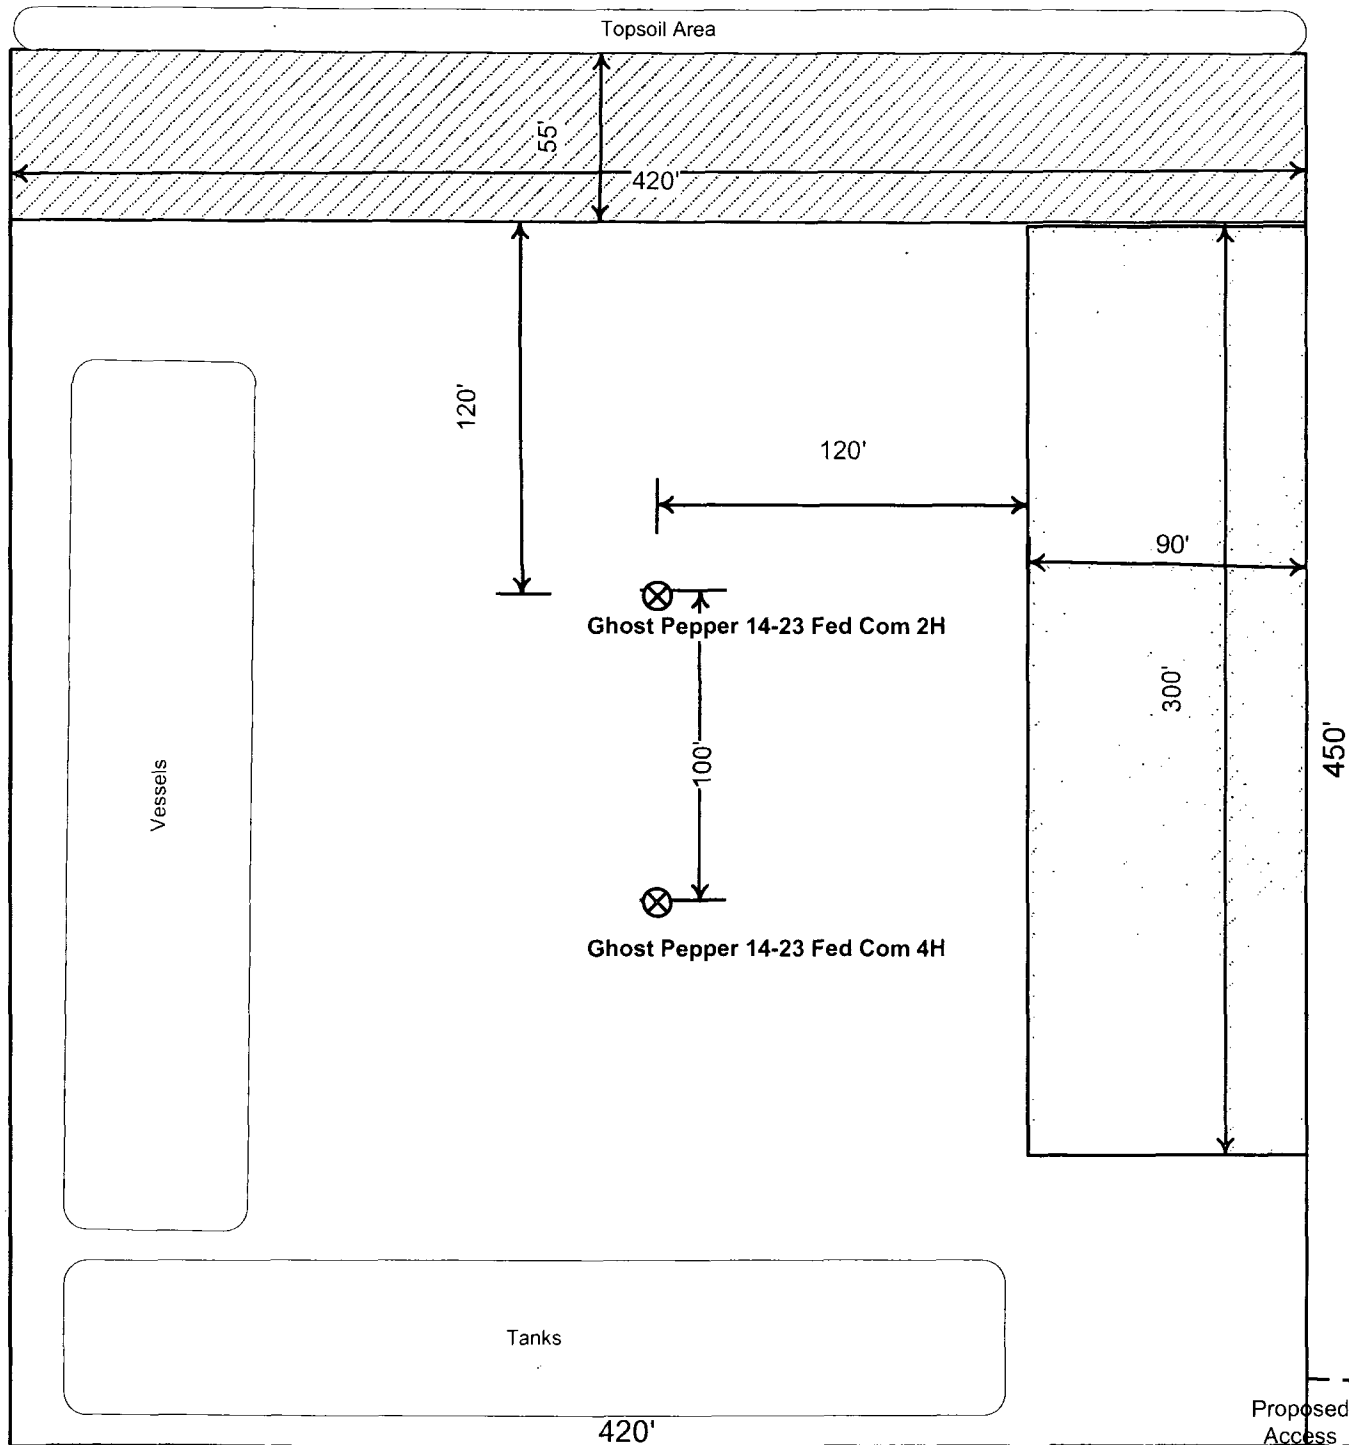 Topsoil Area
55'
420'
120'
120'
90'
Ghost Pepper 14-23 Fed Com 2H
300'
450'
100'
Vessels
Ghost Pepper 14-23 Fed Com 4H
Tanks
420'
Proposed
Access